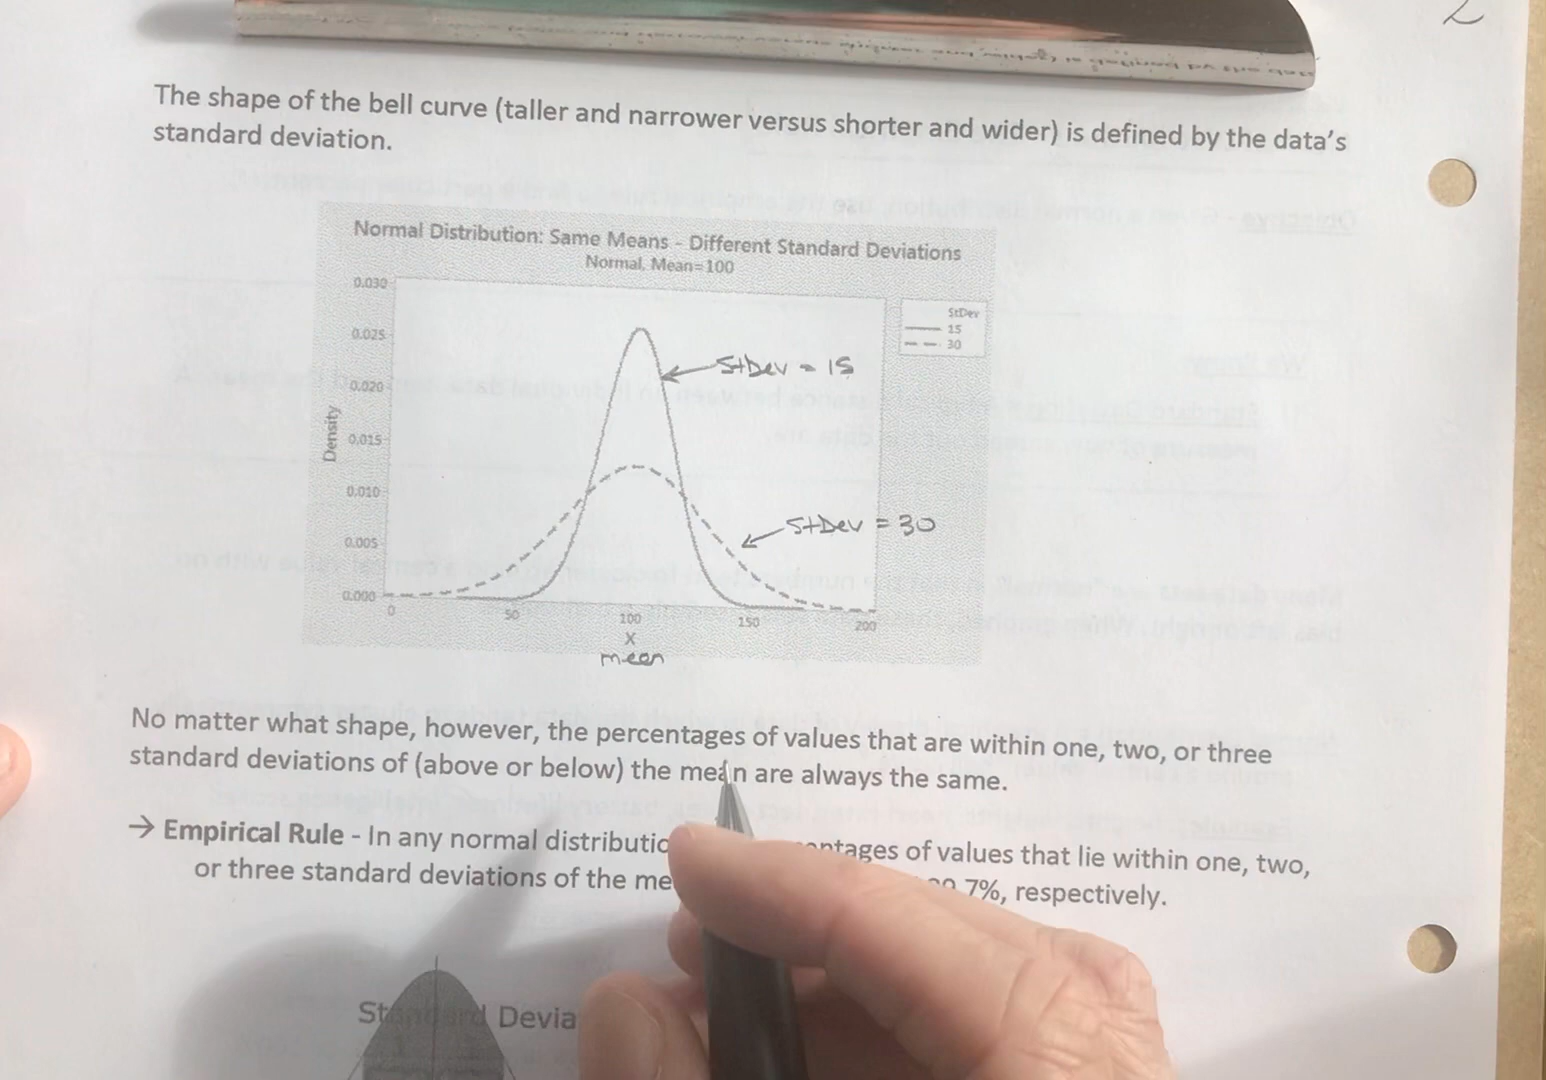 2
The shape of the bell curve (taller and narrower versus shorter and wider) is defined by the data's
standard deviation.
Normal Distribution: Same Means - Different Standard Deviations
Normal, Mean=100
0.030
0.025
0.020
0.015
0.010
0.005
0.000
Density
StDev
15
30
StDev = 15
StDev = 30
0 50 100 150 200
X
mean
No matter what shape, however, the percentages of values that are within one, two, or three
standard deviations of (above or below) the mean are always the same.
→ Empirical Rule - In any normal distributio ntages of values that lie within one, two,
or three standard deviations of the me 7%, respectively.
Standard Devia